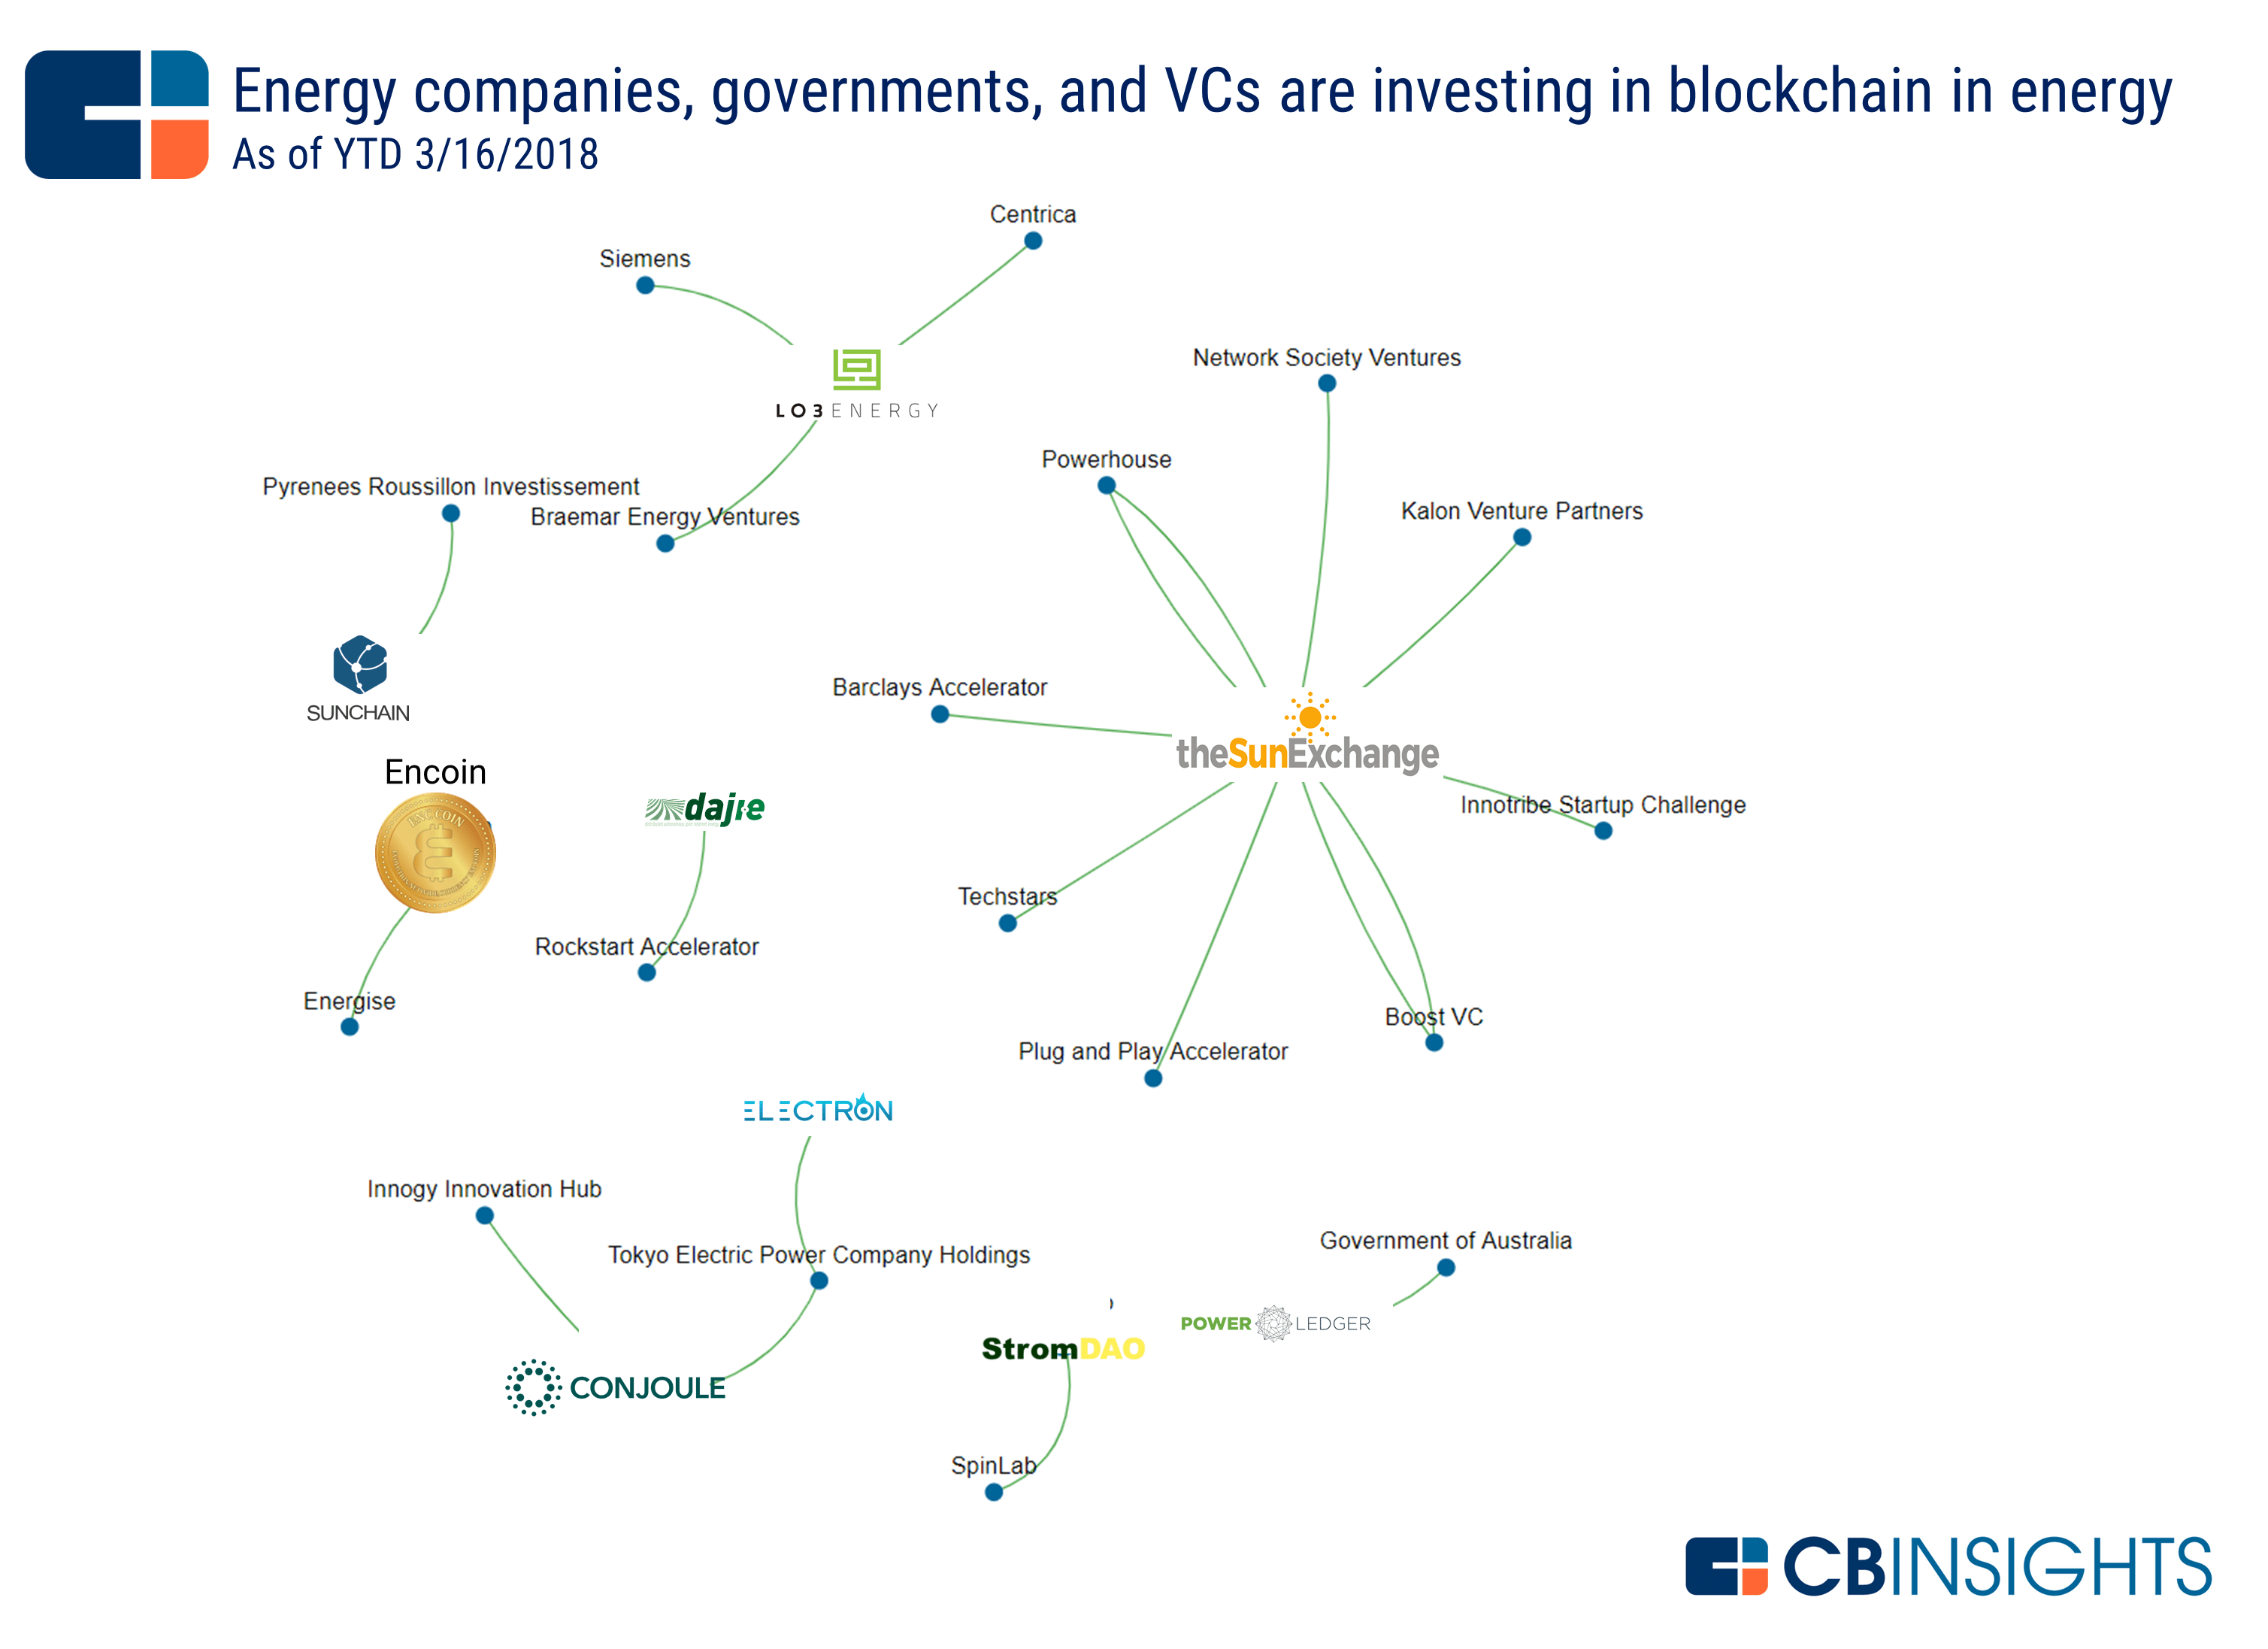 Energy companies, governments, and VCs are investing in blockchain in energy
As of YTD 3/16/2018
Centrica
Siemens
LO3ENERGY
Network Society Ventures
Powerhouse
Pyrenees Roussillon Investissement
Braemar Energy Ventures
Kalon Venture Partners
Barclays Accelerator
SUNCHAIN
theSunExchange
Encoin
ENCCOIN
dajie
Innotribe Startup Challenge
Techstars
Rockstart Accelerator
Energise
Boost VC
Plug and Play Accelerator
ELECTRON
Innogy Innovation Hub
Tokyo Electric Power Company Holdings
Government of Australia
POWER LEDGER
StromDAO
CONJOULE
SpinLab
CBINSIGHTS